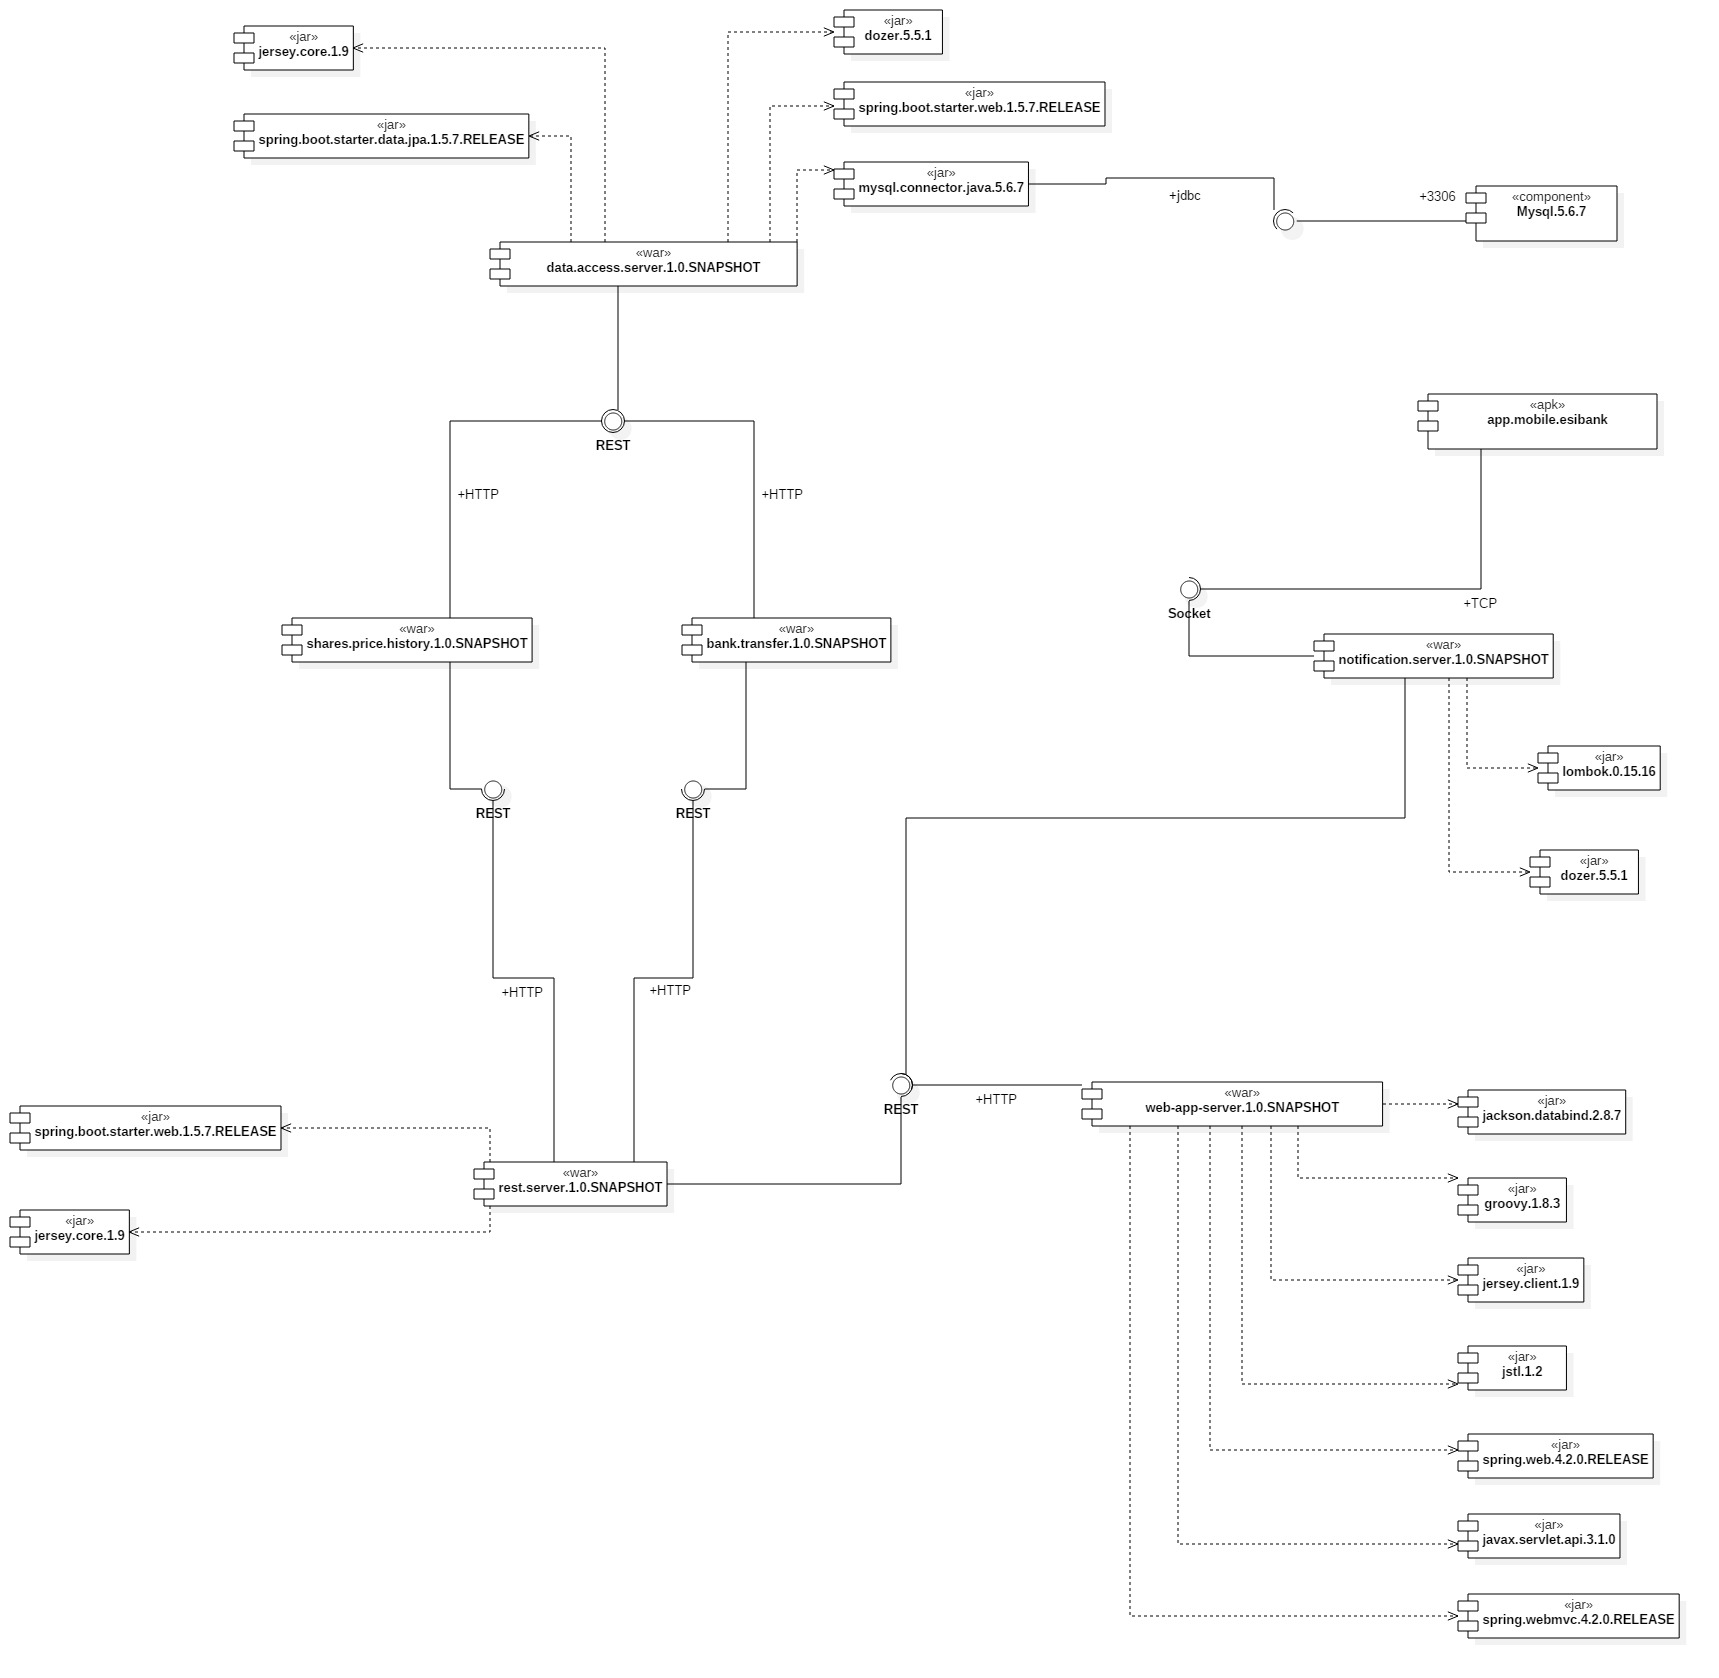 «jar»
dozer.5.5.1
«jar»
jersey.core.1.9
«jar»
spring.boot.starter.web.1.5.7.RELEASE
«jar»
spring.boot.starter.data.jpa.1.5.7.RELEASE
«jar»
mysql.connector.java.5.6.7
+jdbc
+3306
«component»
Mysql.5.6.7
«war»
data.access.server.1.0.SNAPSHOT
«apk»
app.mobile.esibank
REST
+HTTP
+HTTP
+TCP
Socket
«war»
shares.price.history.1.0.SNAPSHOT
«war»
bank.transfer.1.0.SNAPSHOT
«war»
notification.server.1.0.SNAPSHOT
«jar»
lombok.0.15.16
REST
REST
«jar»
dozer.5.5.1
+HTTP
+HTTP
REST
+HTTP
«war»
web-app-server.1.0.SNAPSHOT
«jar»
jackson.databind.2.8.7
«jar»
spring.boot.starter.web.1.5.7.RELEASE
«war»
rest.server.1.0.SNAPSHOT
«jar»
groovy.1.8.3
«jar»
jersey.core.1.9
«jar»
jersey.client.1.9
«jar»
jstl.1.2
«jar»
spring.web.4.2.0.RELEASE
«jar»
javax.servlet.api.3.1.0
«jar»
spring.webmvc.4.2.0.RELEASE